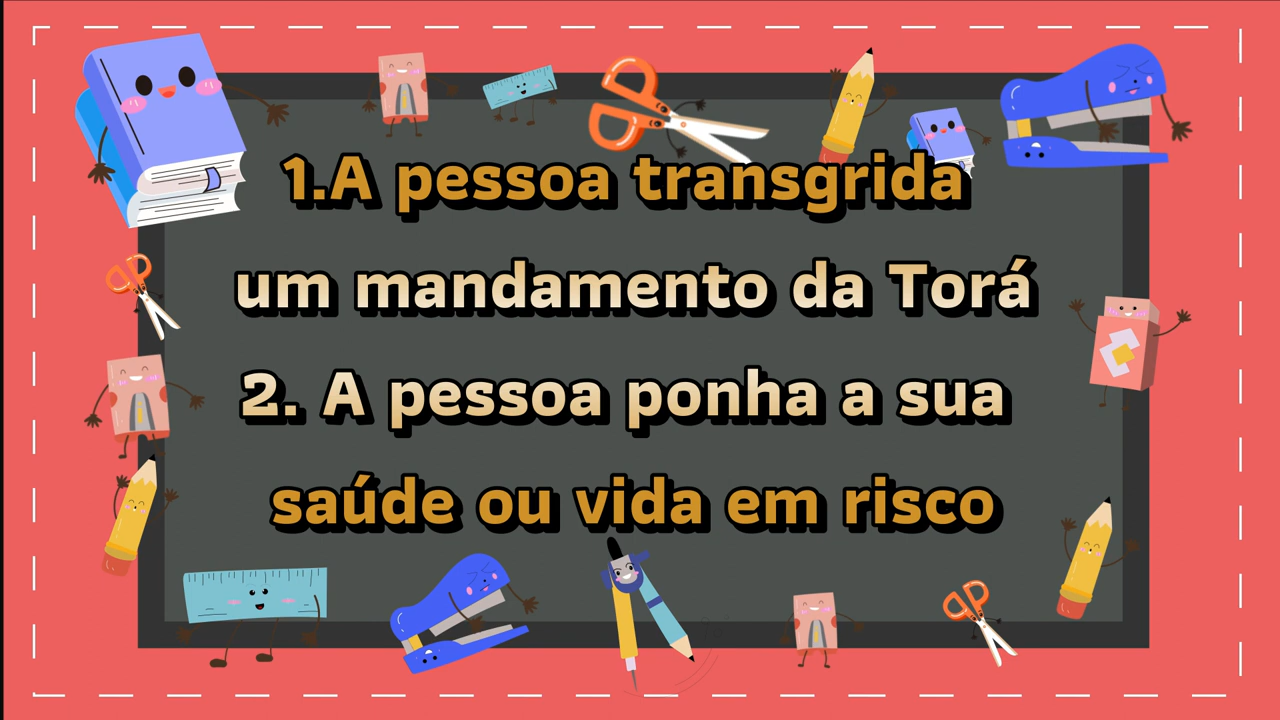 1.A pessoa transgrida
um mandamento da Torá
2. A pessoa ponha a sua
saúde ou vida em risco